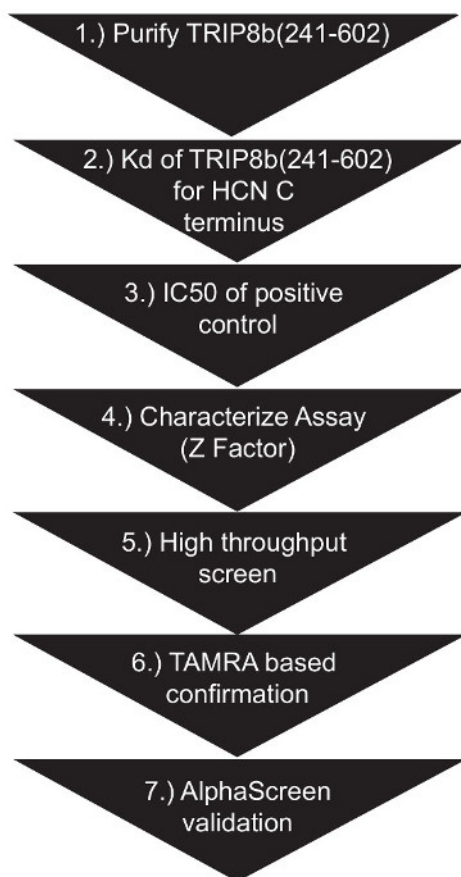 1.) Purify TRIP8b(241-602)
2.) Kd of TRIP8b(241-602)
for HCN C
terminus
3.) IC50 of positive
control
4.) Characterize Assay
(Z Factor)
5.) High throughput
screen
6.) TAMRA based
confirmation
7.) AlphaScreen
validation